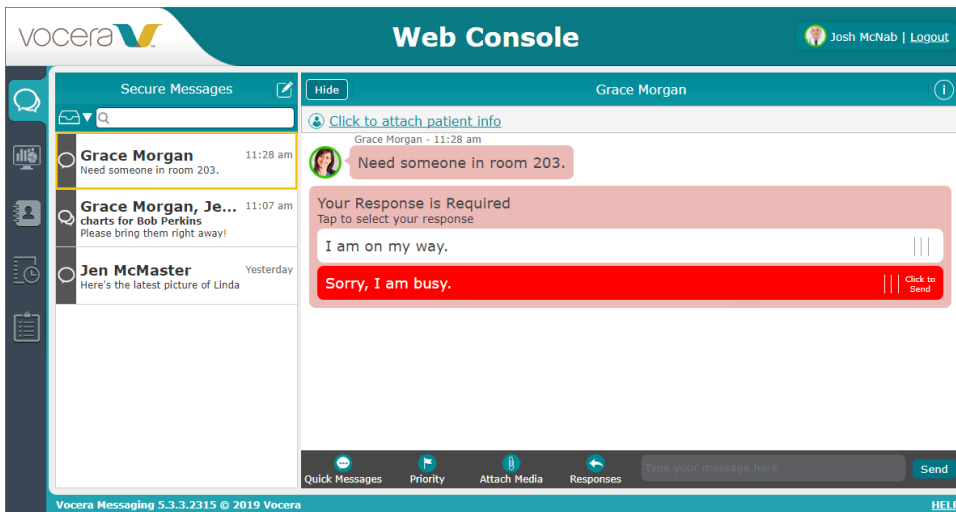 vocera
Web Console
Josh McNab | Logout
Secure Messages
Hide
Grace Morgan
Click to attach patient info
Grace Morgan
11:28 am
Need someone in room 203.
Grace Morgan, Je...
11:07 am
charts for Bob Perkins
Please bring them right away!
Jen McMaster
Yesterday
Here's the latest picture of Linda
Grace Morgan - 11:28 am
Need someone in room 203.
Your Response is Required
Tap to select your response
I am on my way.
Sorry, I am busy.
Click to
Send
Quick Messages
Priority
Attach Media
Responses
Type your message here
Send
Vocera Messaging 5.3.3.2315 © 2019 Vocera
HELP